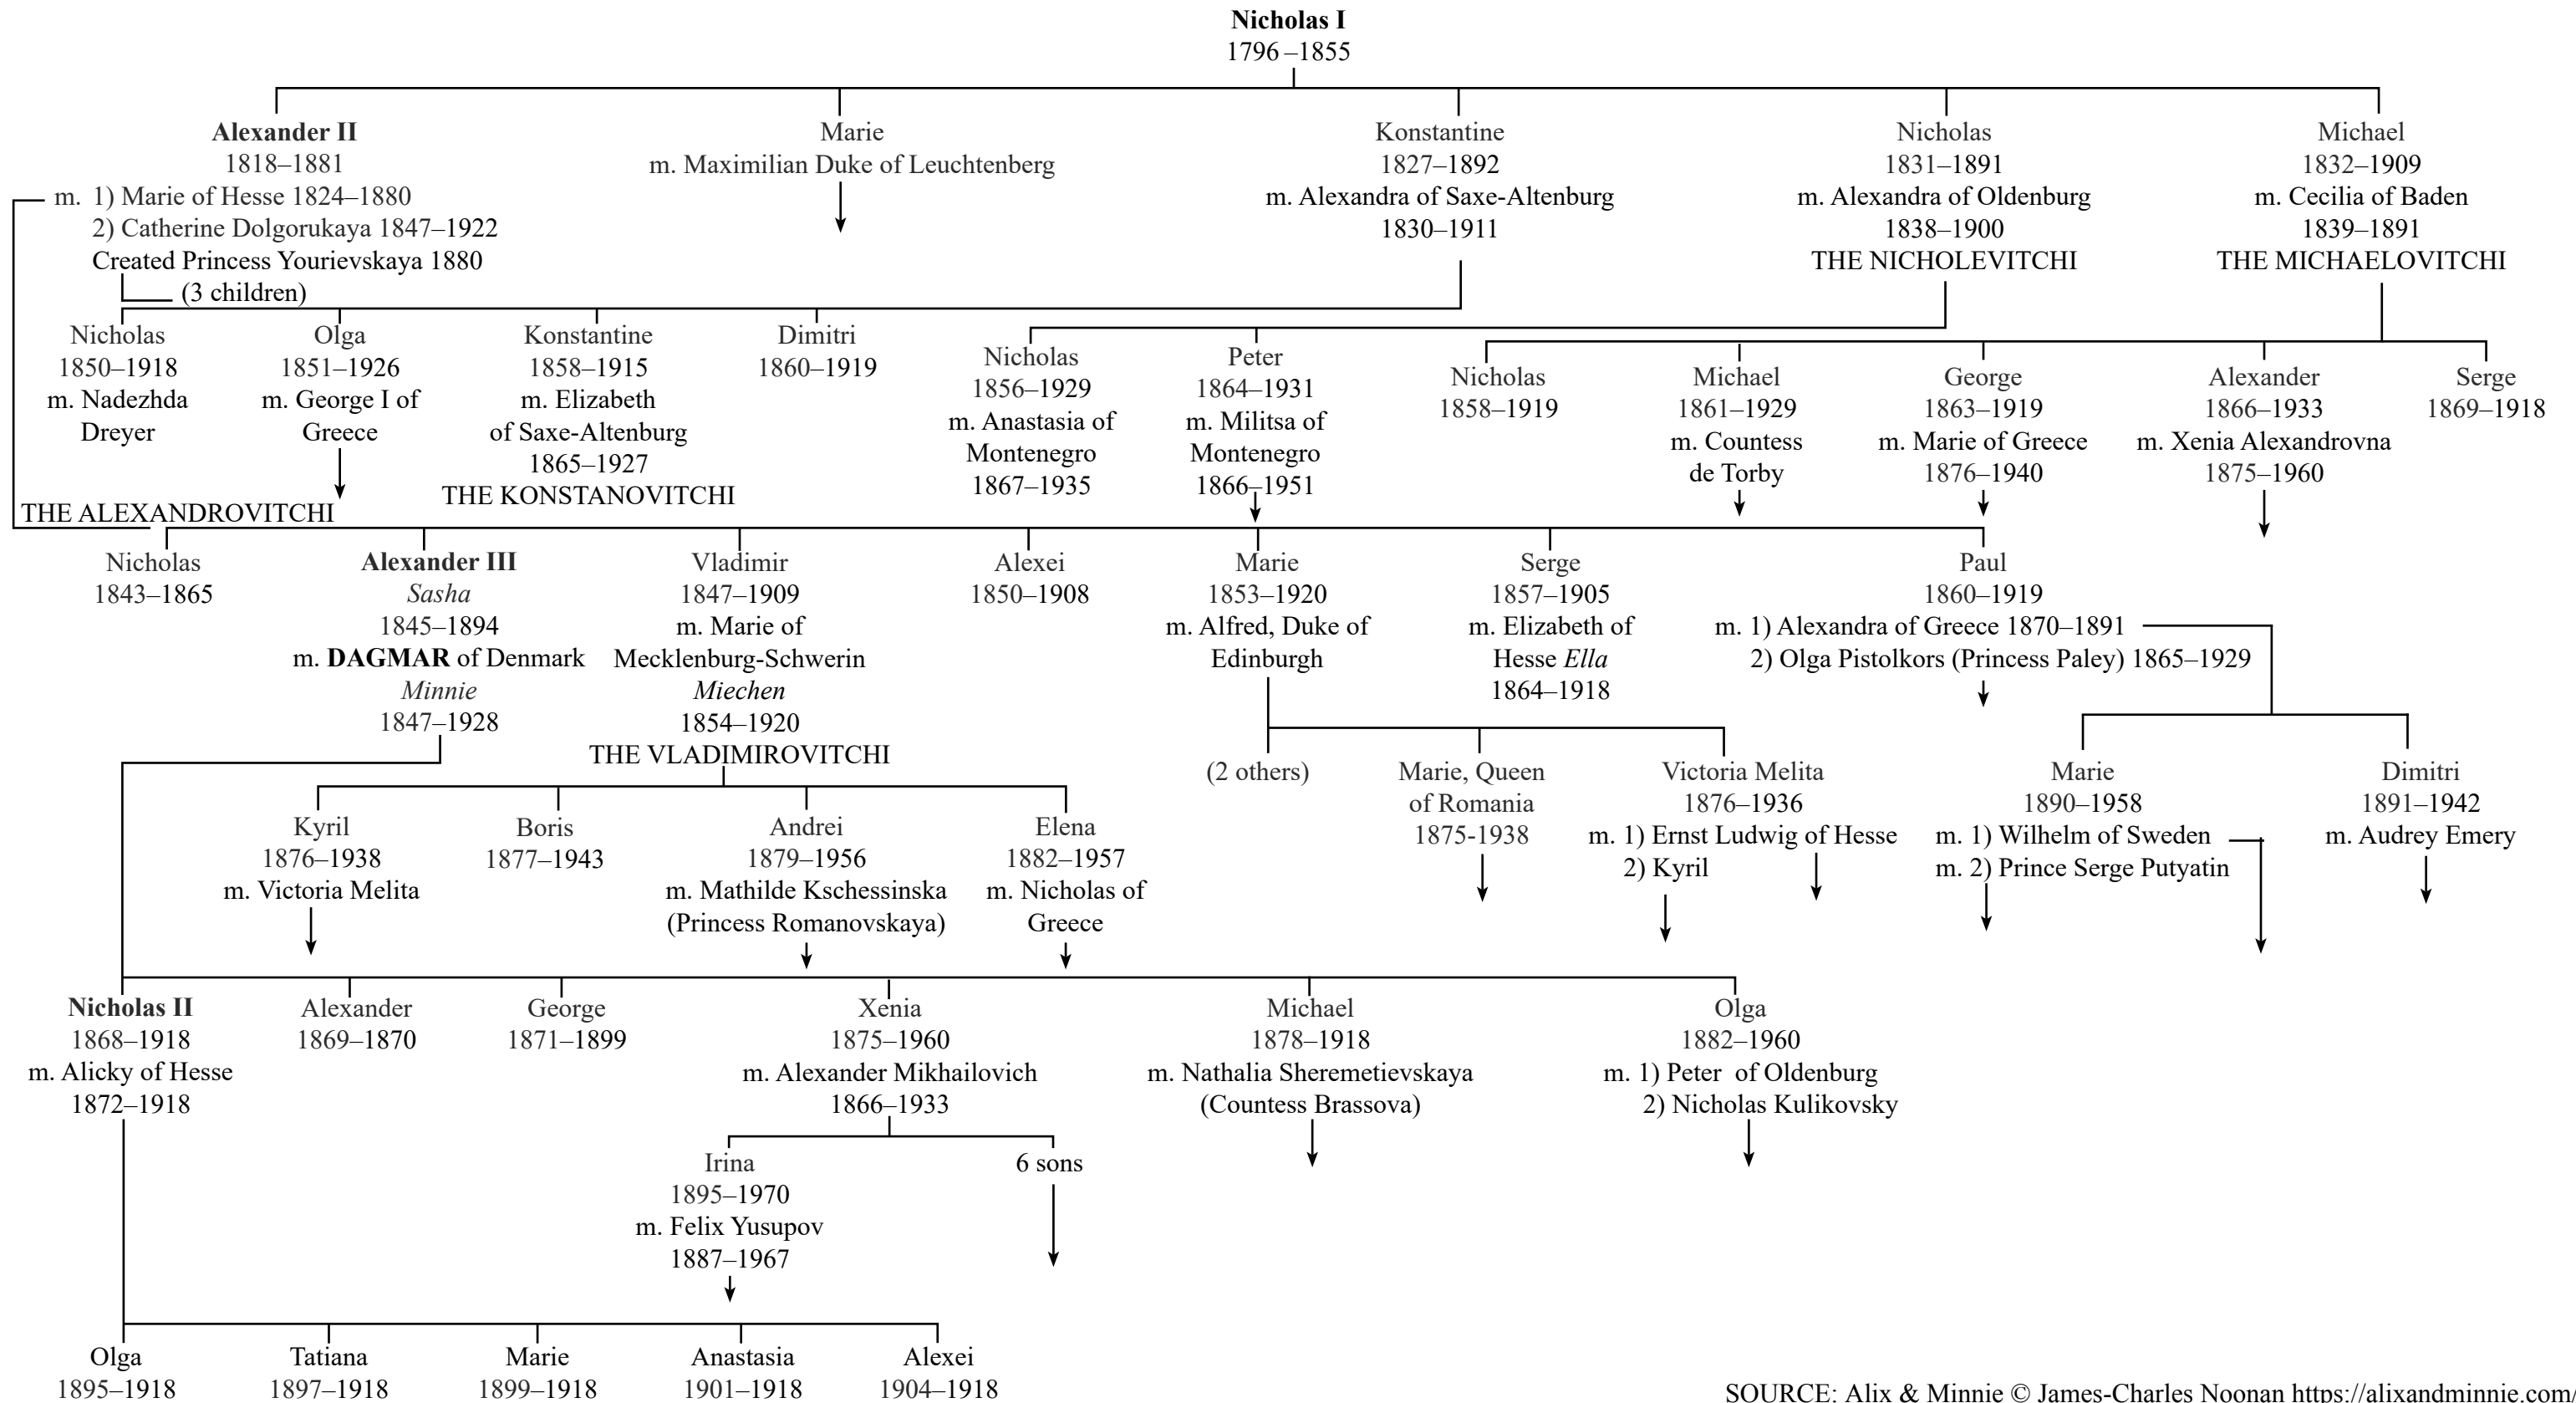 Nicholas I
1796–1855
Alexander II
1818–1881
m. 1) Marie of Hesse 1824–1880
2) Catherine Dolgorukaya 1847–1922
Created Princess Yourievskaya 1880
(3 children)
Marie
m. Maximilian Duke of Leuchtenberg
Konstantine
1827–1892
m. Alexandra of Saxe-Altenburg
1830–1911
Nicholas
1831–1891
m. Alexandra of Oldenburg
1838–1900
THE NICHOLEVITCHI
Michael
1832–1909
m. Cecilia of Baden
1839–1891
THE MICHAELOVITCHI
Nicholas
1850–1918
m. Nadezhda
Dreyer
Olga
1851–1926
m. George I of
Greece
Konstantine
1858–1915
m. Elizabeth
of Saxe-Altenburg
1865–1927
THE KONSTANOVITCHI
Dimitri
1860–1919
Nicholas
1856–1929
m. Anastasia of
Montenegro
1867–1935
Peter
1864–1931
m. Militsa of
Montenegro
1866–1951
Nicholas
1858–1919
Michael
1861–1929
m. Countess
de Torby
George
1863–1919
m. Marie of Greece
1876–1940
Alexander
1866–1933
m. Xenia Alexandrovna
1875–1960
Serge
1869–1918
THE ALEXANDROVITCHI
Nicholas
1843–1865
Alexander III
Sasha
1845–1894
m. DAGMAR of Denmark
Minnie
1847–1928
Vladimir
1847–1909
m. Marie of
Mecklenburg-Schwerin
Miechen
1854–1920
THE VLADIMIROVITCHI
Alexei
1850–1908
Marie
1853–1920
m. Alfred, Duke of
Edinburgh
Serge
1857–1905
m. Elizabeth of
Hesse Ella
1864–1918
Paul
1860–1919
m. 1) Alexandra of Greece 1870–1891
2) Olga Pistolkors (Princess Paley) 1865–1929
(2 others)
Marie, Queen
of Romania
1875-1938
Victoria Melita
1876–1936
m. 1) Ernst Ludwig of Hesse
2) Kyril
Marie
1890–1958
m. 1) Wilhelm of Sweden
m. 2) Prince Serge Putyatin
Dimitri
1891–1942
m. Audrey Emery
Kyril
1876–1938
m. Victoria Melita
Boris
1877–1943
Andrei
1879–1956
m. Mathilde Kschessinska
(Princess Romanovskaya)
Elena
1882–1957
m. Nicholas of
Greece
Nicholas II
1868–1918
m. Alicky of Hesse
1872–1918
Alexander
1869–1870
George
1871–1899
Xenia
1875–1960
m. Alexander Mikhailovich
1866–1933
Michael
1878–1918
m. Nathalia Sheremetievskaya
(Countess Brassova)
Olga
1882–1960
m. 1) Peter of Oldenburg
2) Nicholas Kulikovsky
Irina
1895–1970
m. Felix Yusupov
1887–1967
6 sons
Olga
1895–1918
Tatiana
1897–1918
Marie
1899–1918
Anastasia
1901–1918
Alexei
1904–1918
SOURCE: Alix & Minnie © James-Charles Noonan https://alixandminnie.com/